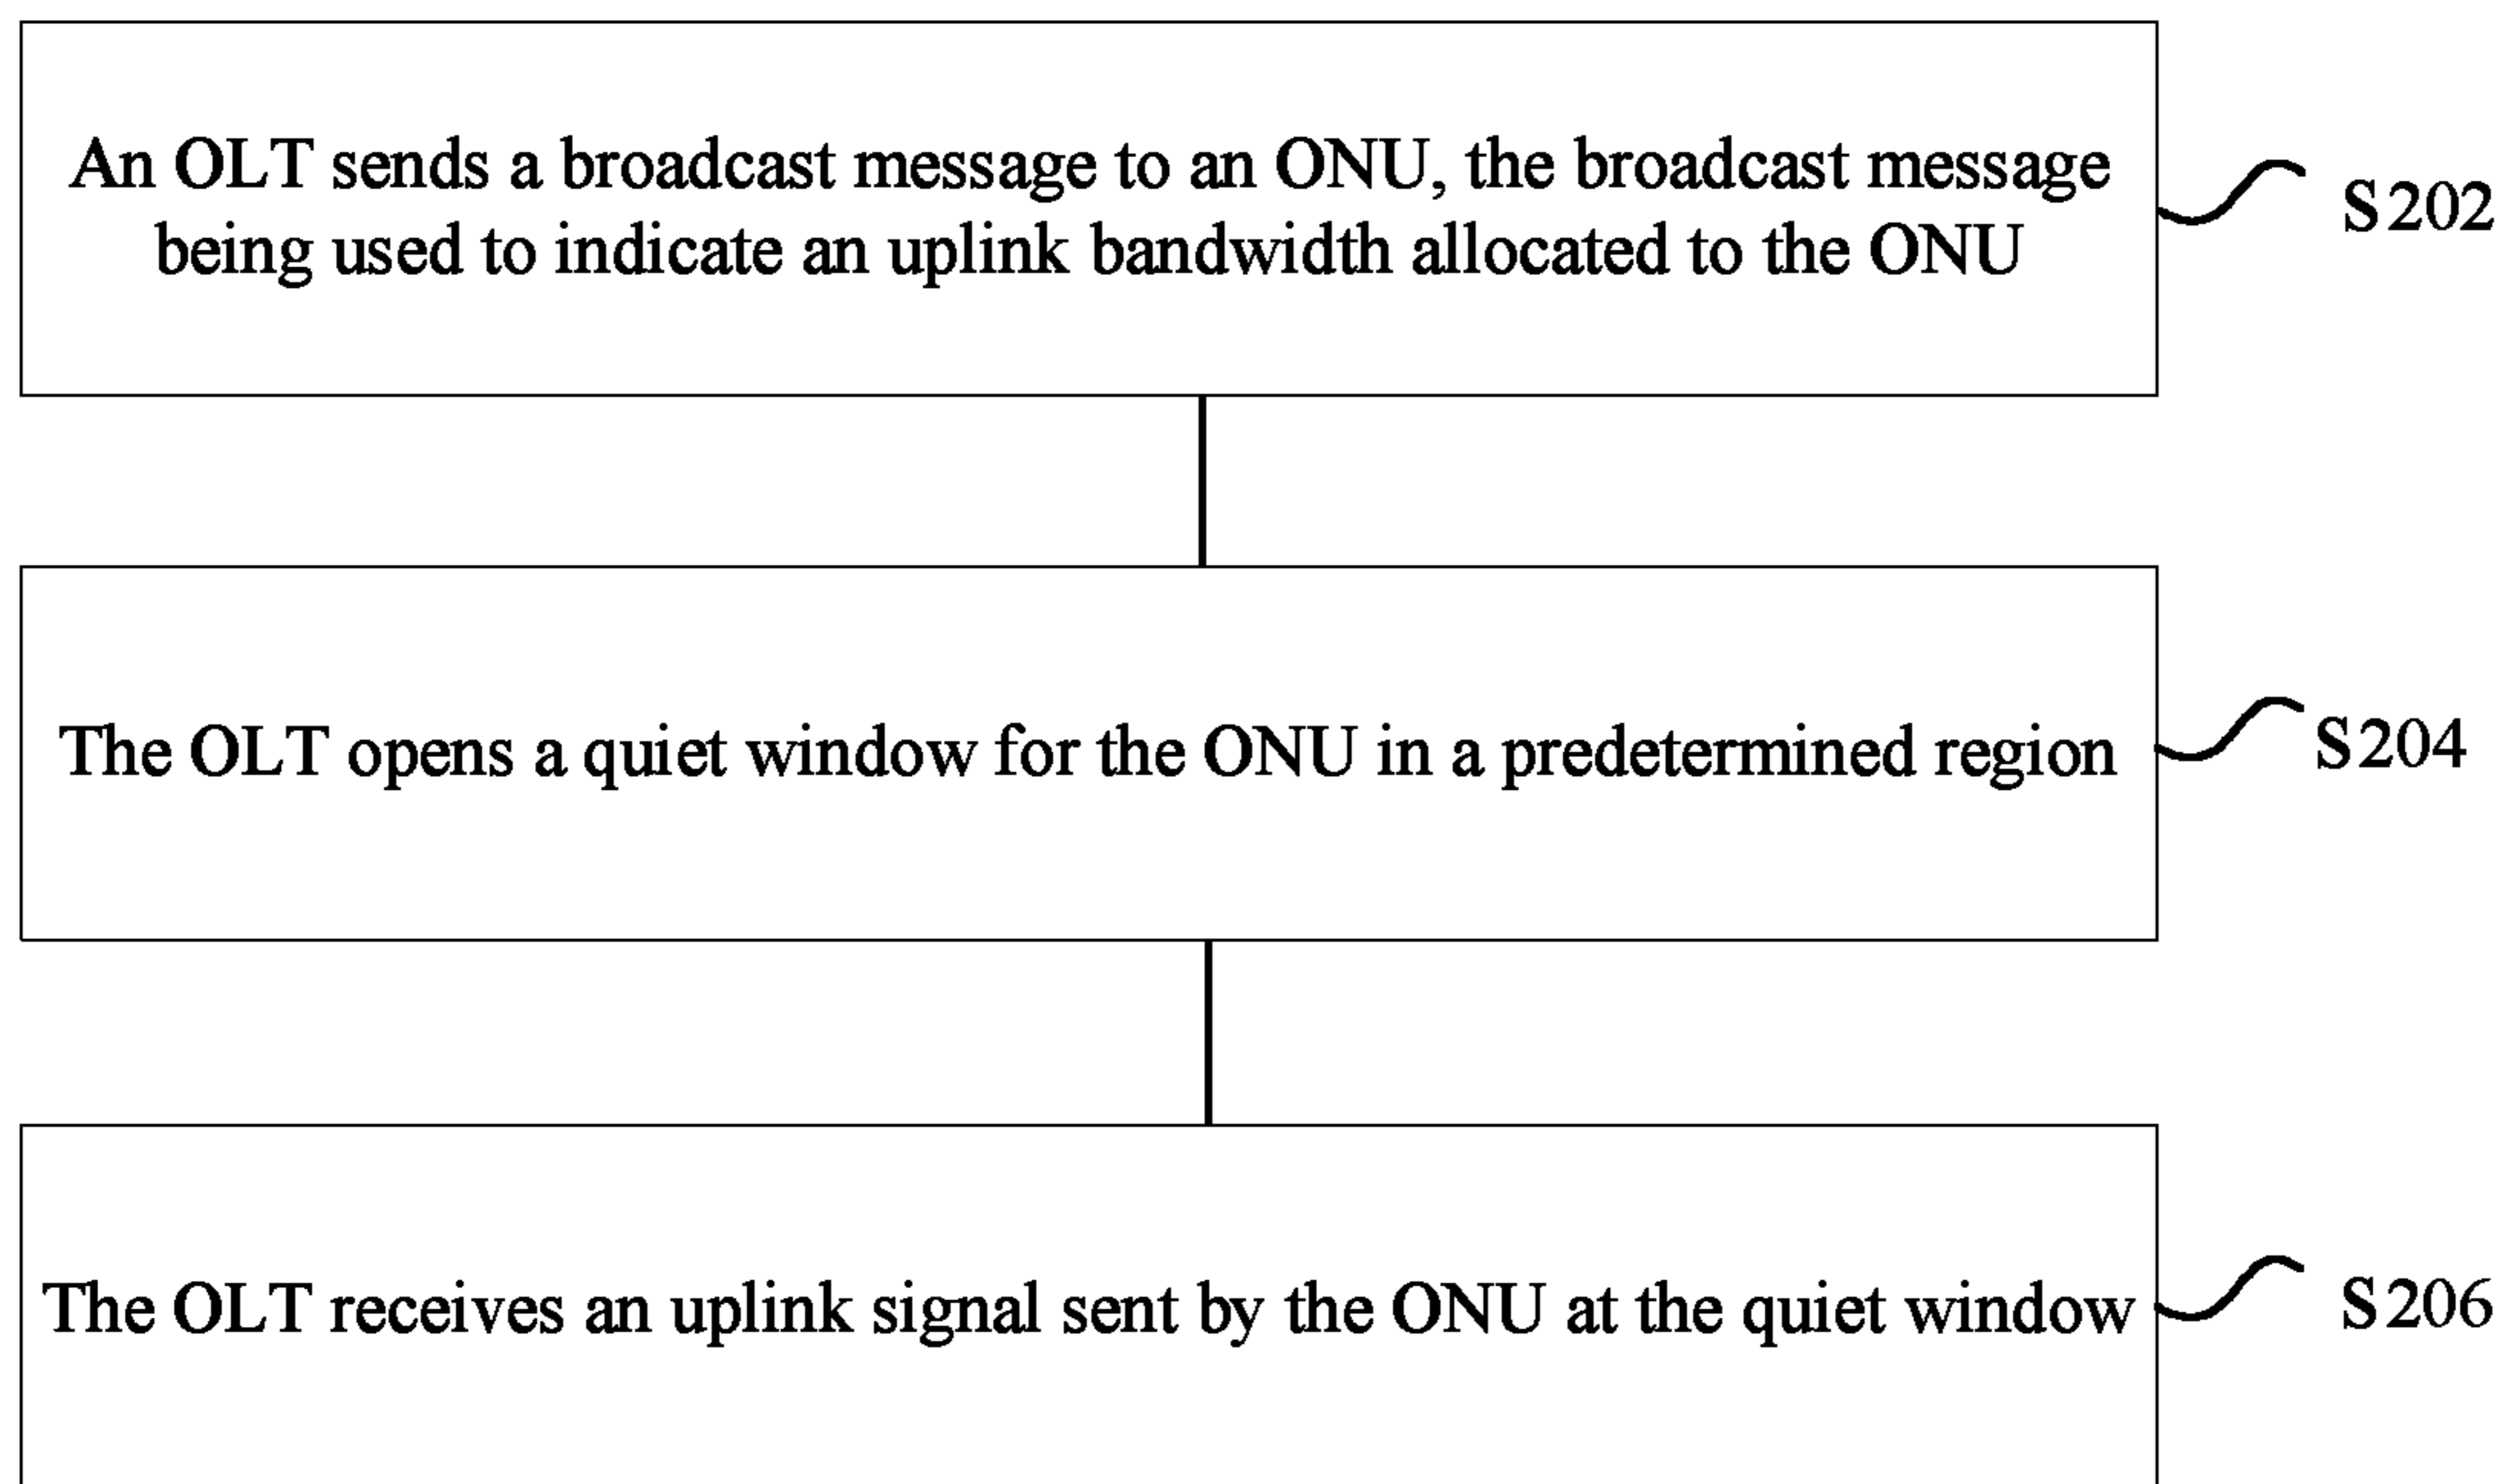 An OLT sends a broadcast message to an ONU, the broadcast message
being used to indicate an uplink bandwidth allocated to the ONU
S202
The OLT opens a quiet window for the ONU in a predetermined region
S204
The OLT receives an uplink signal sent by the ONU at the quiet window
S206